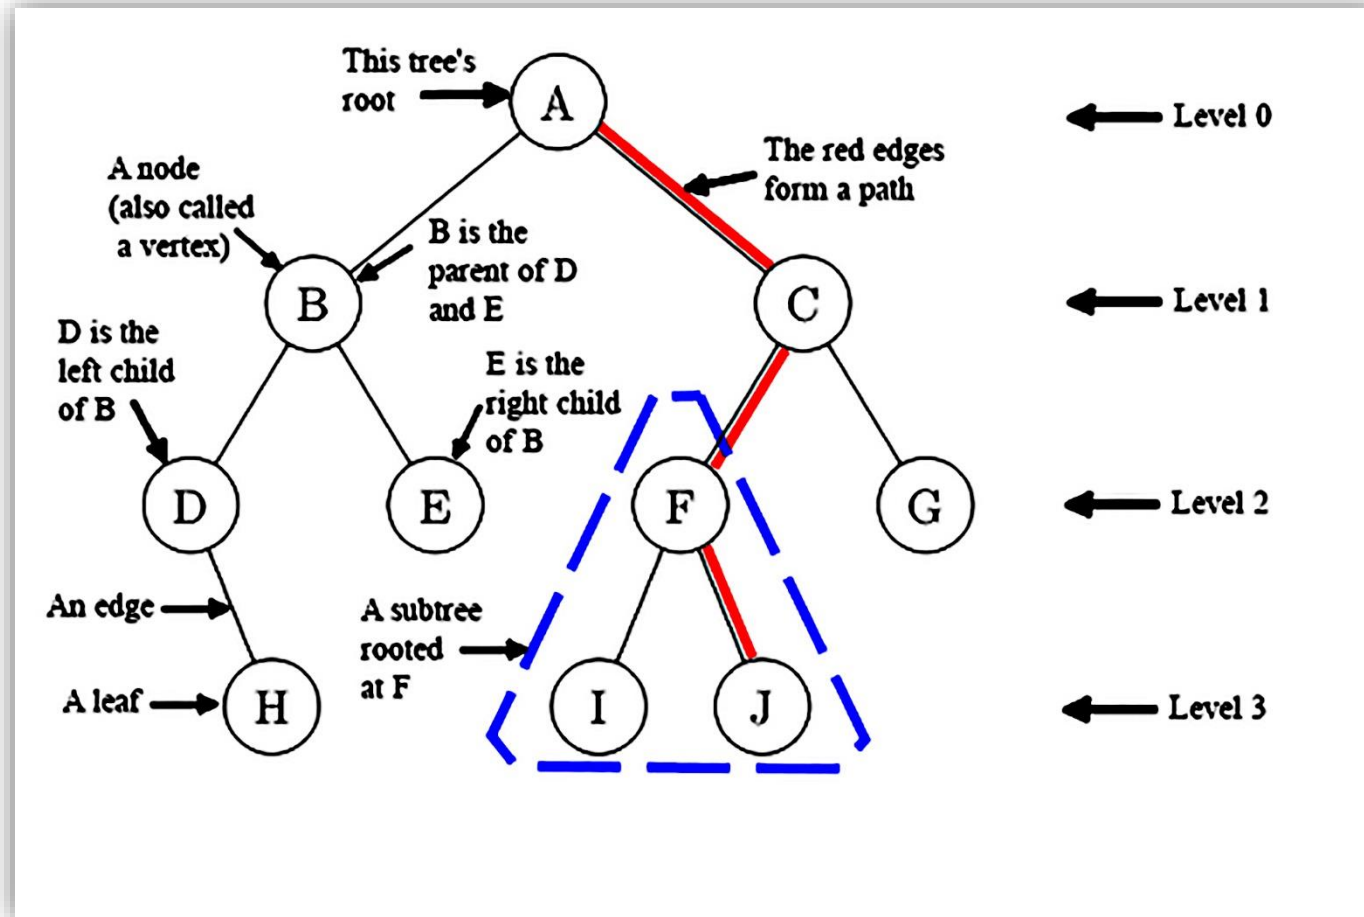 This tree's
root
A
Level 0
The red edges
form a path
A node
(also called
a vertex)
B is the
parent of D
and E
B
C
Level 1
D is the
left child
of B
E is the
right child
of B
D
E
F
G
Level 2
An edge
A subtree
rooted
at F
A leaf
H
I
J
Level 3